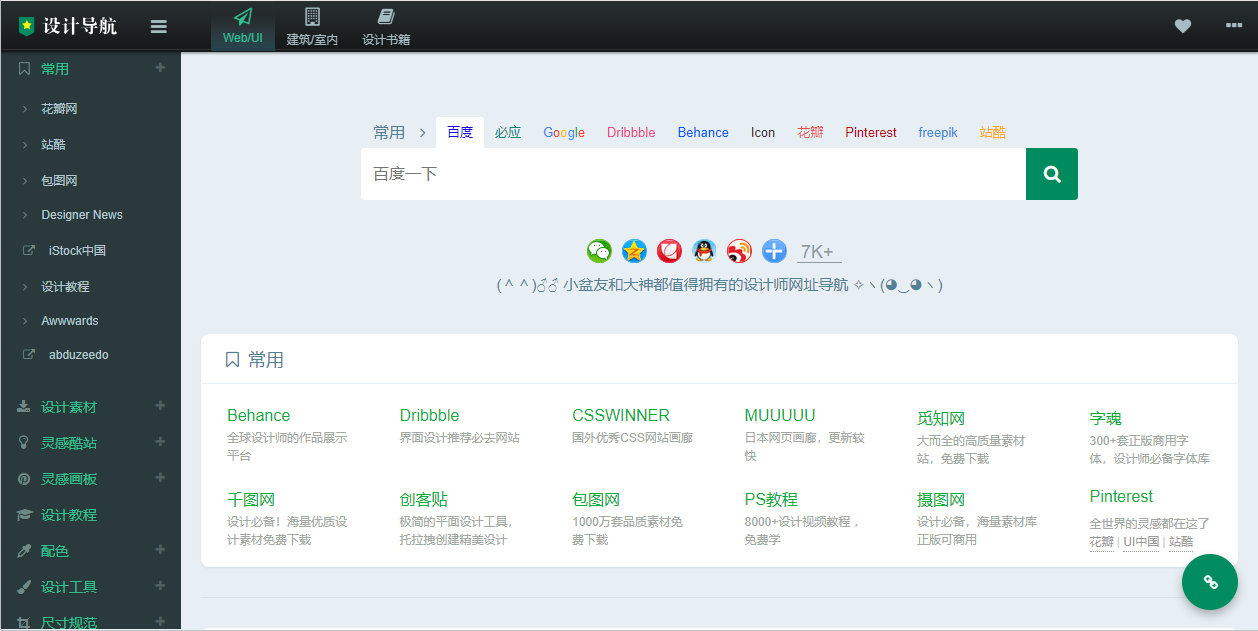 设计导航
Web/UI
建筑/室内
设计书籍
常用
花瓣网
站酷
包图网
Designer News
iStock中国
设计教程
Awwwards
abduzeedo
设计素材
灵感酷站
灵感画板
设计教程
配色
设计工具
尺寸规范
常用 百度 必应 Google Dribbble Behance Icon 花瓣 Pinterest freepik 站酷
百度一下
7K+
(＾＾)♂♂ 小盆友和大神都值得拥有的设计师网址导航 ✧ヽ(◕‿◕ヽ)
常用
Behance
全球设计师的作品展示
平台
Dribbble
界面设计推荐必去网站
CSSWINNER
国外优秀CSS网站画廊
MUUUUU
日本网页画廊，更新较
快
觅知网
大而全的高质量素材
站，免费下载
字魂
300+套正版商用字
体，设计师必备字体库
千图网
设计必备！海量优质设
计素材免费下载
创客贴
极简的平面设计工具，
托拉拽创建精美设计
包图网
1000万套品质素材免
费下载
PS教程
8000+设计视频教程，
免费学
摄图网
设计必备，海量素材库
正版可商用
Pinterest
全世界的灵感都在这了
花瓣 | UI中国 | 站酷